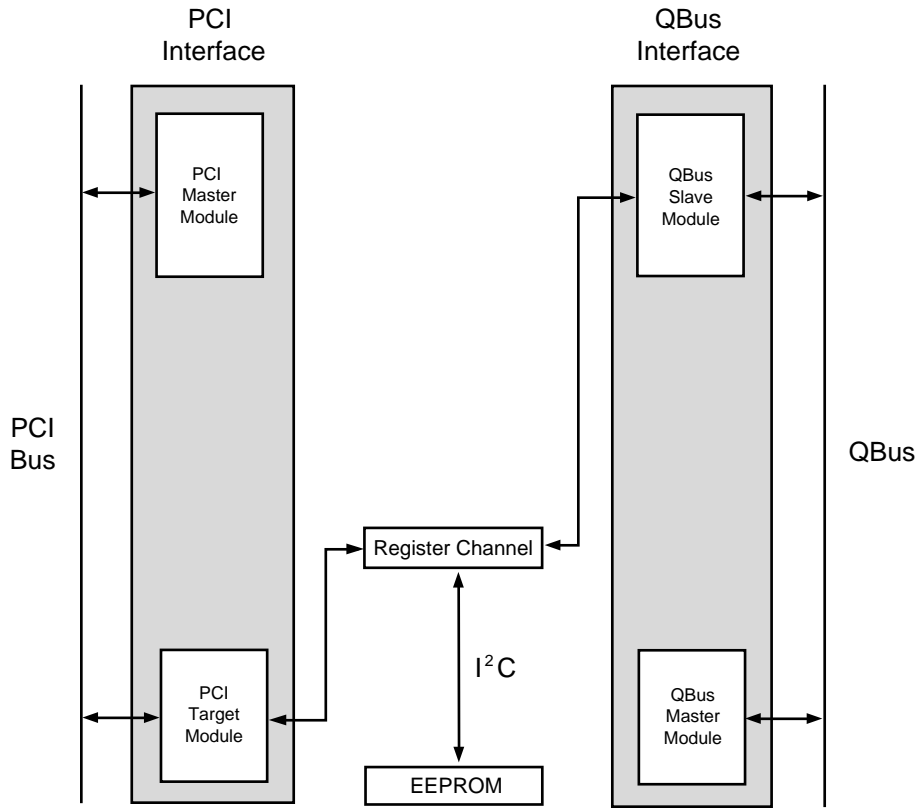 PCI
Interface
QBus
Interface
PCI
Master
Module
QBus
Slave
Module
PCI
Bus
QBus
Register Channel
I²C
PCI
Target
Module
QBus
Master
Module
EEPROM